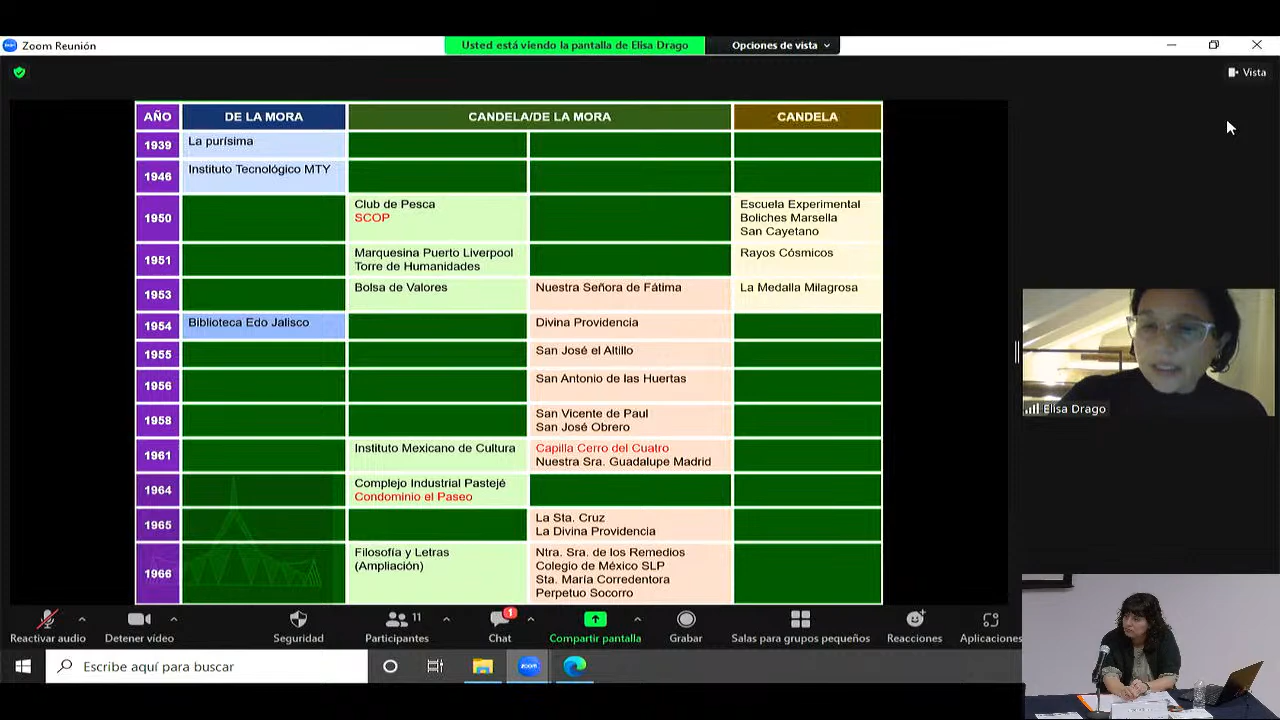 Zoom Reunión
Usted está viendo la pantalla de Elisa Drago
Opciones de vista
Vista
AÑO DE LA MORA CANDELA/DE LA MORA CANDELA
1939 La purísima
1946 Instituto Tecnológico MTY
1950 Club de Pesca Escuela Experimental
SCOP Boliches Marsella
San Cayetano
1951 Marquesina Puerto Liverpool Rayos Cósmicos
Torre de Humanidades
1953 Bolsa de Valores Nuestra Señora de Fátima La Medalla Milagrosa
1954 Biblioteca Edo Jalisco Divina Providencia
1955 San José el Altillo
1956 San Antonio de las Huertas
1958 San Vicente de Paul
San José Obrero
1961 Instituto Mexicano de Cultura Capilla Cerro del Cuatro
Nuestra Sra. Guadalupe Madrid
1964 Complejo Industrial Pastejé
Condominio el Paseo
1965 La Sta. Cruz
La Divina Providencia
1966 Filosofía y Letras Ntra. Sra. de los Remedios
(Ampliación) Colegio de México SLP
Sta. María Corredentora
Perpetuo Socorro
Elisa Drago
11
1
Reactivar audio Detener vídeo Seguridad Participantes Chat Compartir pantalla Grabar Salas para grupos pequeños Reacciones Aplicaciones
Escribe aquí para buscar
zoom